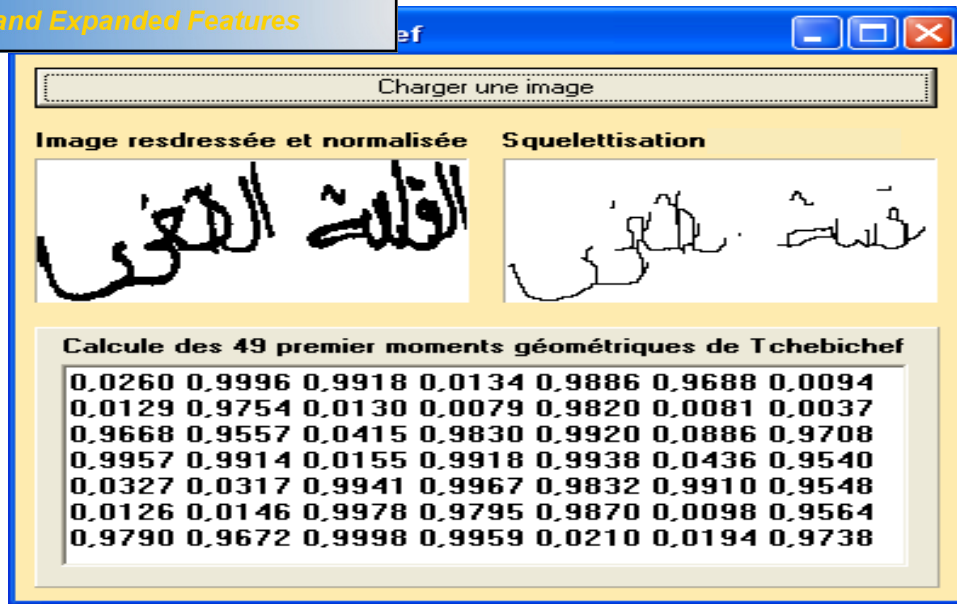 and Expanded Features
ef
Charger une image
Image resdressée et normalisée
Squelettisation
القلعة الصغرى
Calcule des 49 premier moments géométriques de Tchebichef
0,0260 0,9996 0,9918 0,0134 0,9886 0,9688 0,0094
0,0129 0,9754 0,0130 0,0079 0,9820 0,0081 0,0037
0,9668 0,9557 0,0415 0,9830 0,9920 0,0886 0,9708
0,9957 0,9914 0,0155 0,9918 0,9938 0,0436 0,9540
0,0327 0,0317 0,9941 0,9967 0,9832 0,9910 0,9548
0,0126 0,0146 0,9978 0,9795 0,9870 0,0098 0,9564
0,9790 0,9672 0,9998 0,9959 0,0210 0,0194 0,9738